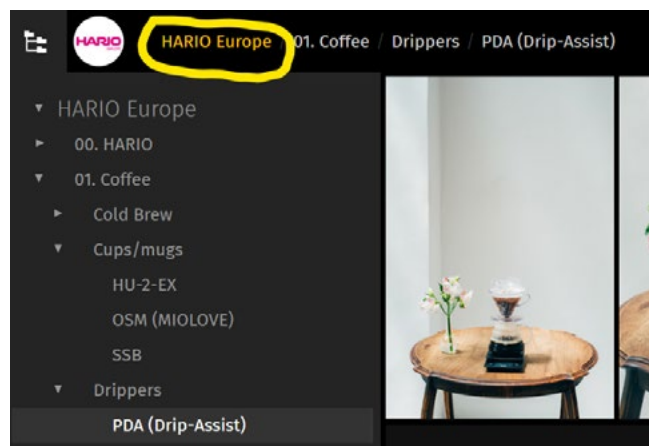 HARIO HARIO Europe / 01. Coffee / Drippers / PDA (Drip-Assist)
HARIO Europe
00. HARIO
01. Coffee
Cold Brew
Cups/mugs
HU-2-EX
OSM (MIOLOVE)
SSB
Drippers
PDA (Drip-Assist)